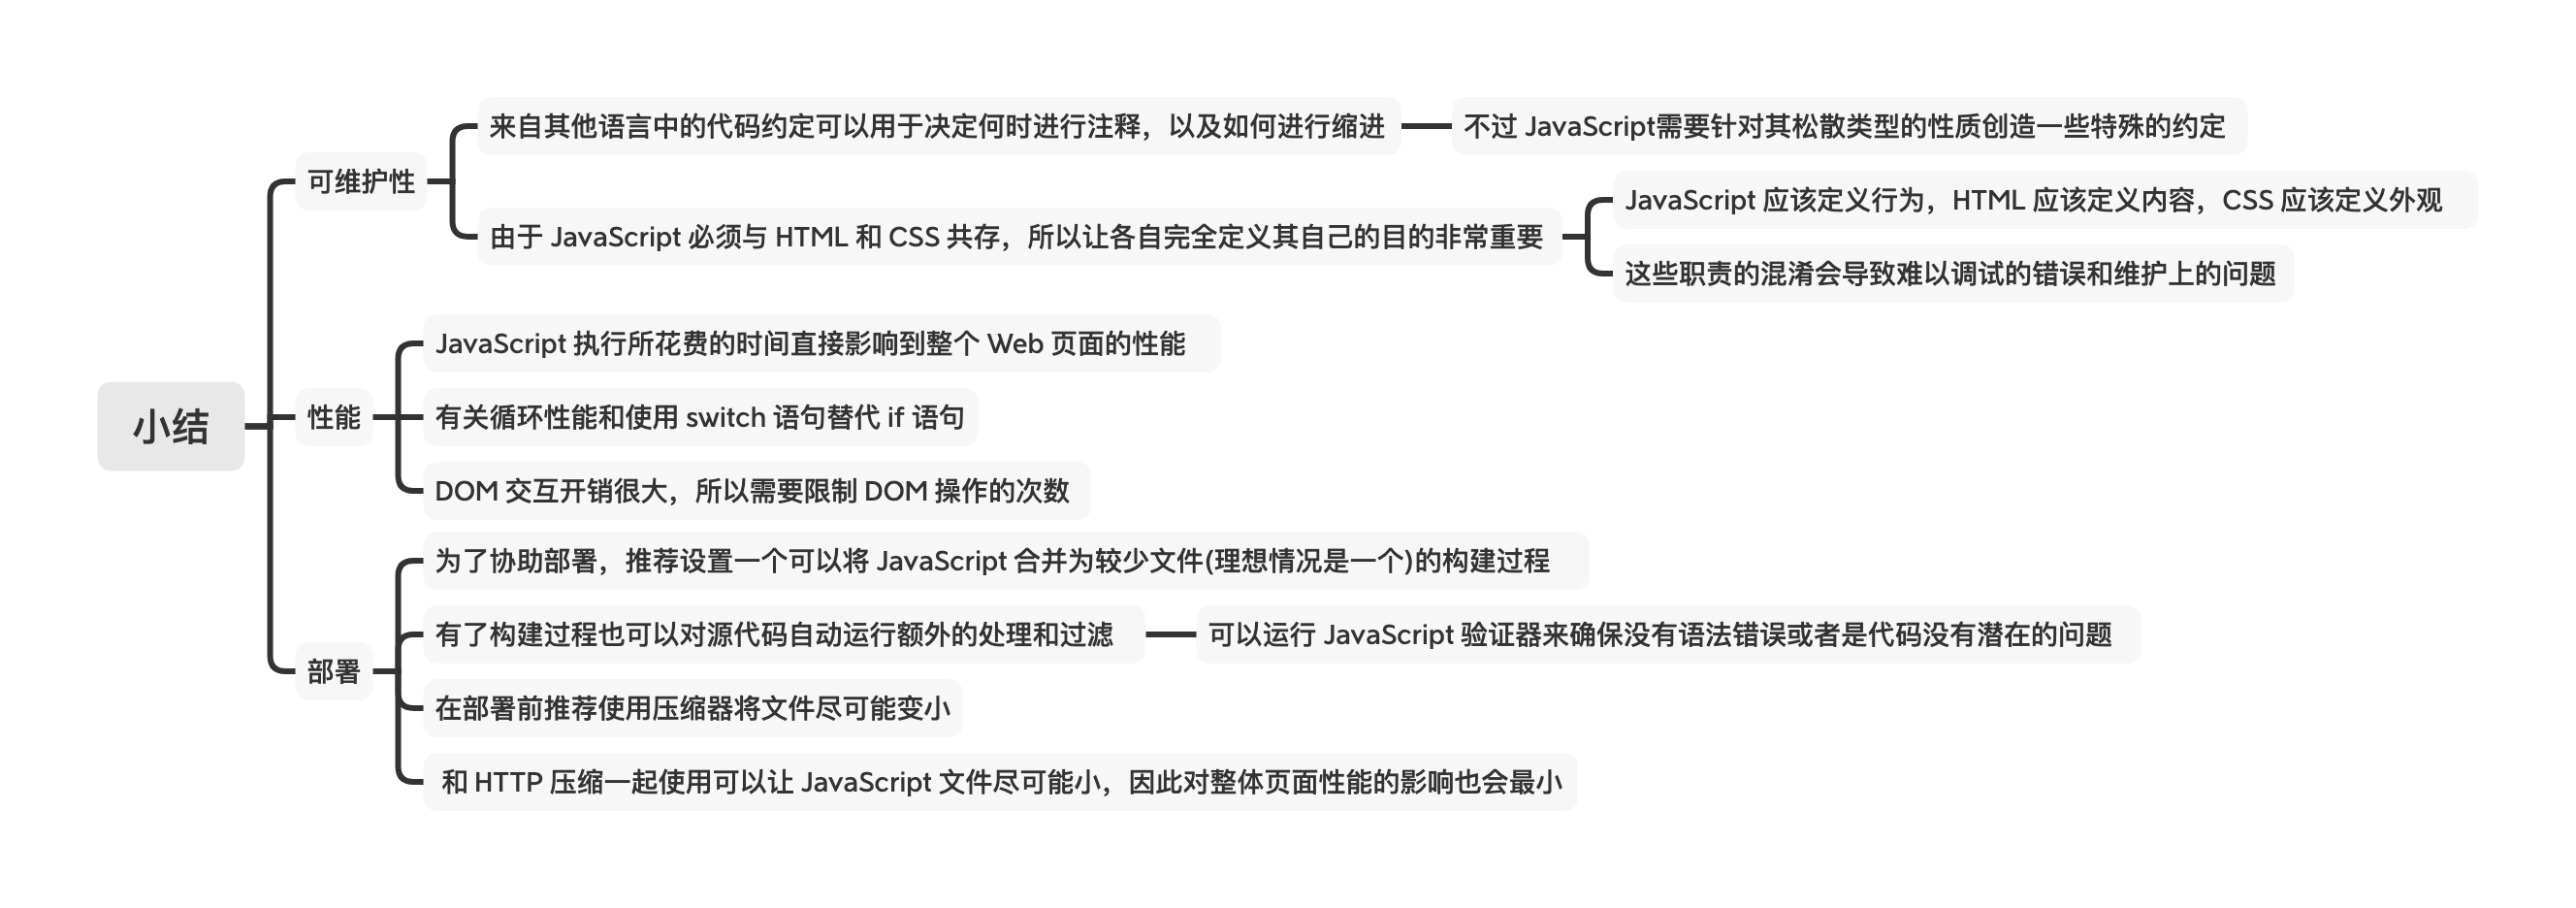 小结
可维护性
来自其他语言中的代码约定可以用于决定何时进行注释，以及如何进行缩进
不过 JavaScript需要针对其松散类型的性质创造一些特殊的约定
由于 JavaScript 必须与 HTML 和 CSS 共存，所以让各自完全定义其自己的目的非常重要
JavaScript 应该定义行为，HTML 应该定义内容，CSS 应该定义外观
这些职责的混淆会导致难以调试的错误和维护上的问题
性能
JavaScript 执行所花费的时间直接影响到整个 Web 页面的性能
有关循环性能和使用 switch 语句替代 if 语句
DOM 交互开销很大，所以需要限制 DOM 操作的次数
部署
为了协助部署，推荐设置一个可以将 JavaScript 合并为较少文件(理想情况是一个)的构建过程
有了构建过程也可以对源代码自动运行额外的处理和过滤
可以运行 JavaScript 验证器来确保没有语法错误或者是代码没有潜在的问题
在部署前推荐使用压缩器将文件尽可能变小
和 HTTP 压缩一起使用可以让 JavaScript 文件尽可能小，因此对整体页面性能的影响也会最小